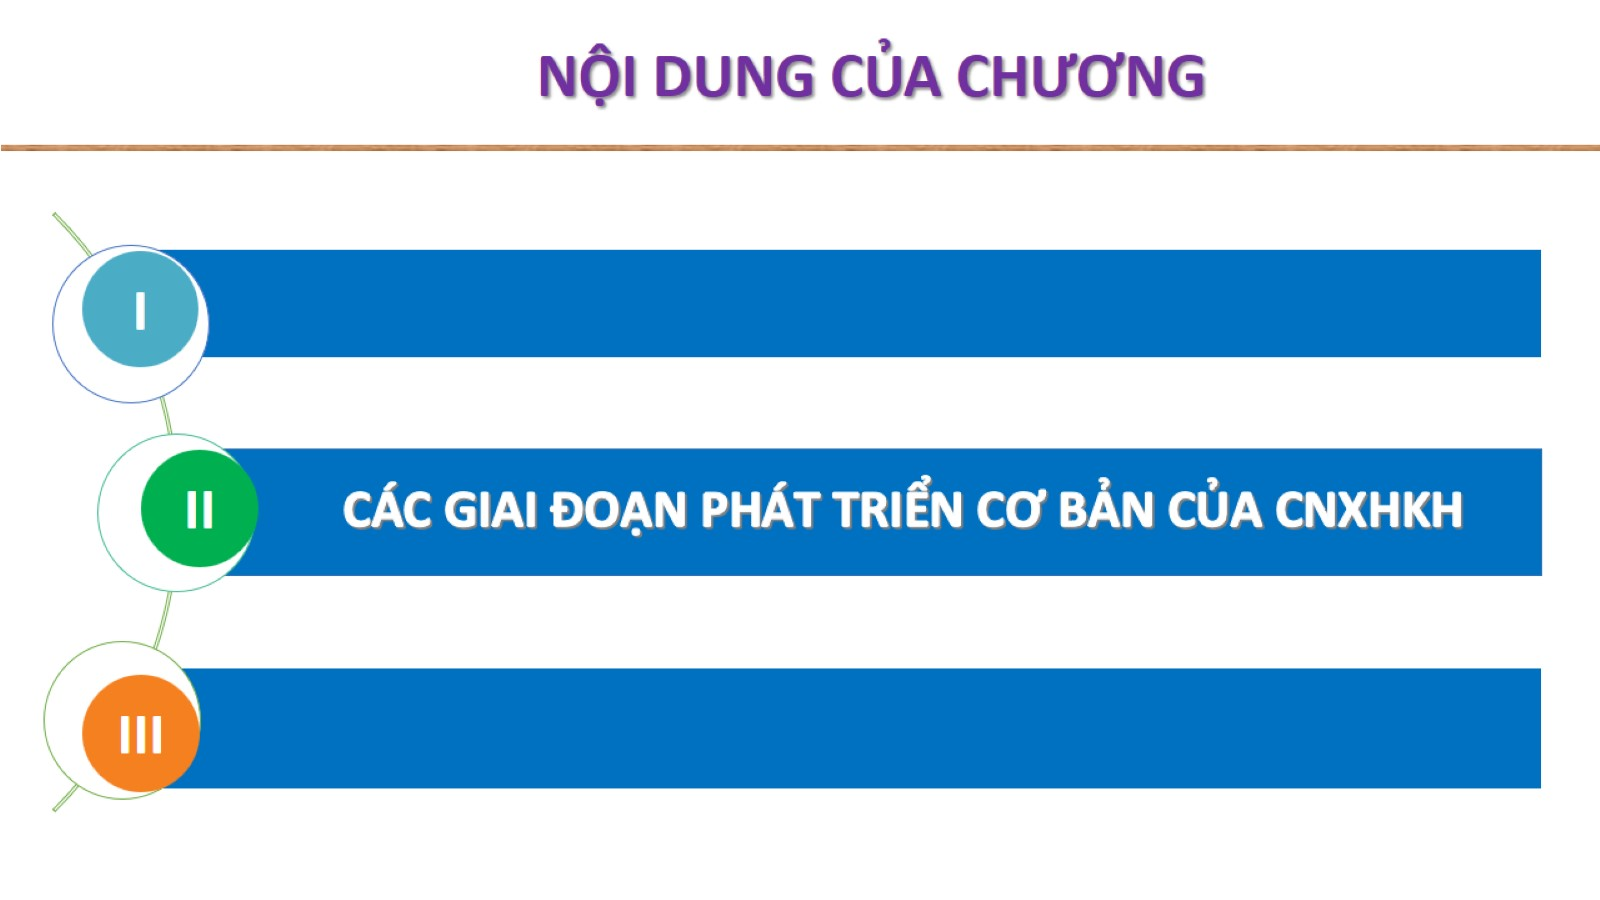 NỘI DUNG CỦA CHƯƠNG
I
II
CÁC GIAI ĐOẠN PHÁT TRIỂN CƠ BẢN CỦA CNXHKH
III